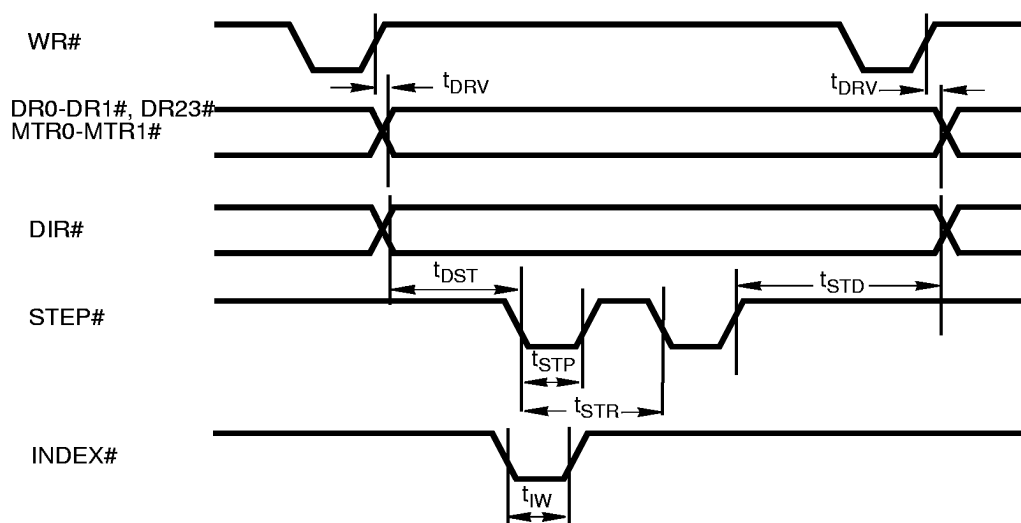 WR#
tDRV
tDRV
DR0-DR1#, DR23#
MTR0-MTR1#
DIR#
tDST
tSTD
STEP#
tSTP
tSTR
INDEX#
tIW